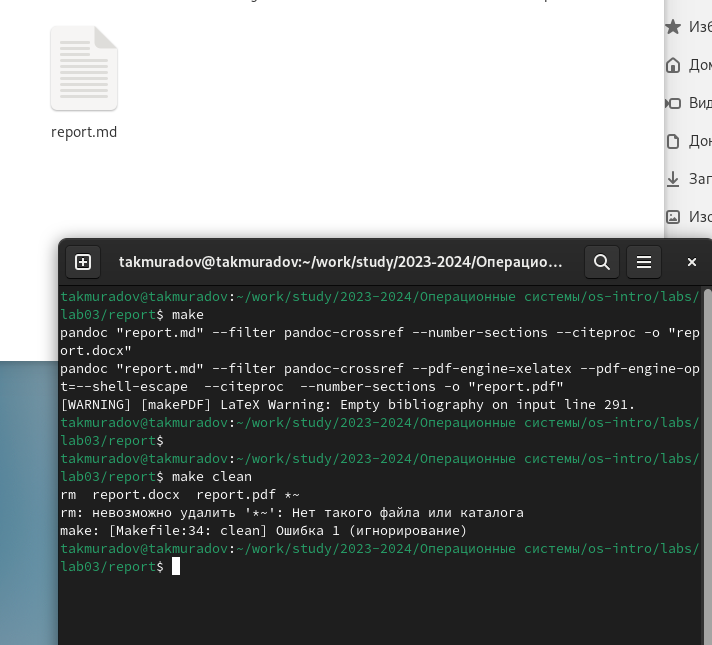 report.md
Изб
Дом
Вид
Док
Заг
Изо
takmuradov@takmuradov:~/work/study/2023-2024/Операцио...
takmuradov@takmuradov:~/work/study/2023-2024/Операционные системы/os-intro/labs/
lab03/report$ make
pandoc "report.md" --filter pandoc-crossref --number-sections --citeproc -o "rep
ort.docx"
pandoc "report.md" --filter pandoc-crossref --pdf-engine=xelatex --pdf-engine-op
t=--shell-escape  --citeproc  --number-sections -o "report.pdf"
[WARNING] [makePDF] LaTeX Warning: Empty bibliography on input line 291.
takmuradov@takmuradov:~/work/study/2023-2024/Операционные системы/os-intro/labs/
lab03/report$
takmuradov@takmuradov:~/work/study/2023-2024/Операционные системы/os-intro/labs/
lab03/report$ make clean
rm  report.docx  report.pdf *~
rm: невозможно удалить '*~': Нет такого файла или каталога
make: [Makefile:34: clean] Ошибка 1 (игнорирование)
takmuradov@takmuradov:~/work/study/2023-2024/Операционные системы/os-intro/labs/
lab03/report$